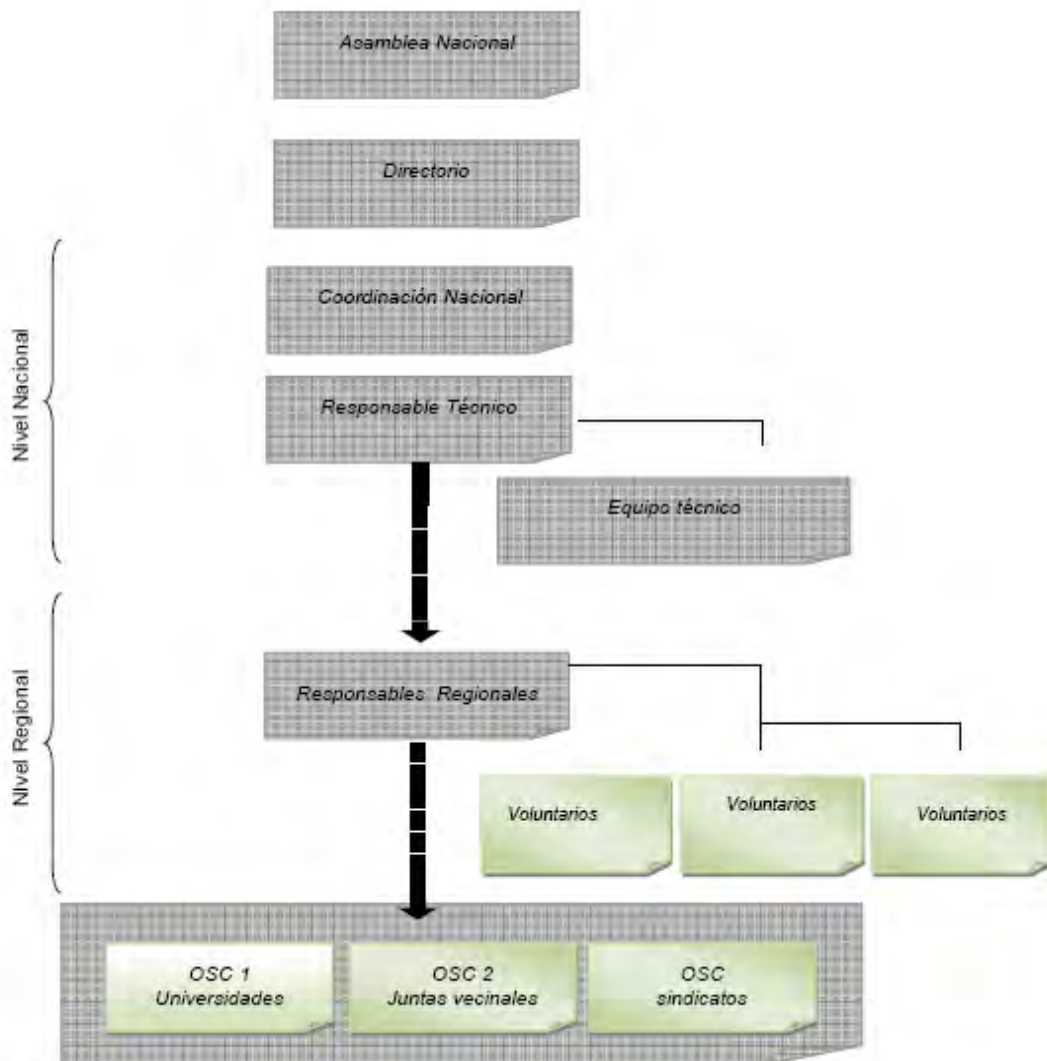 Asamblea Nacional
Directorio
Nivel Nacional
Coordinación Nacional
Responsable Técnico
Equipo técnico
NIvel Regional
Responsables Regionales
Voluntarios
Voluntarios
Voluntarios
OSC 1
Universidades
OSC 2
Juntas vecinales
OSC
sindicatos